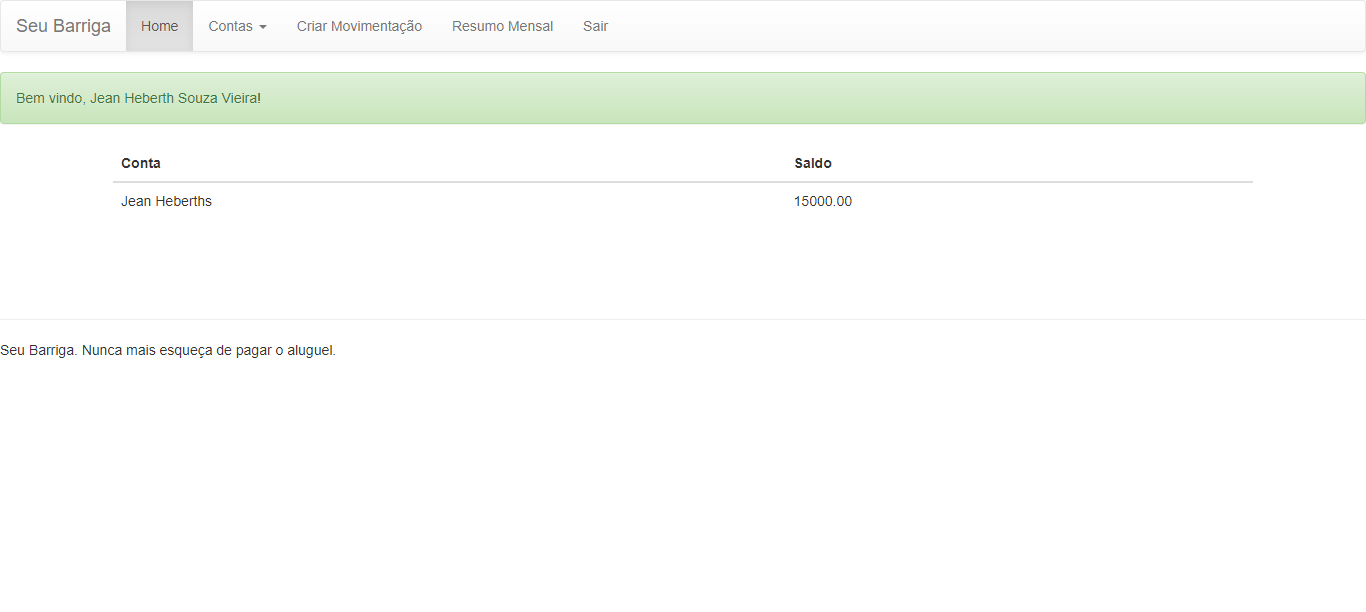 Seu Barriga Home Contas Criar Movimentação Resumo Mensal Sair
Bem vindo, Jean Heberth Souza Vieira!
Conta Saldo
Jean Heberths 15000.00
Seu Barriga. Nunca mais esqueça de pagar o aluguel.